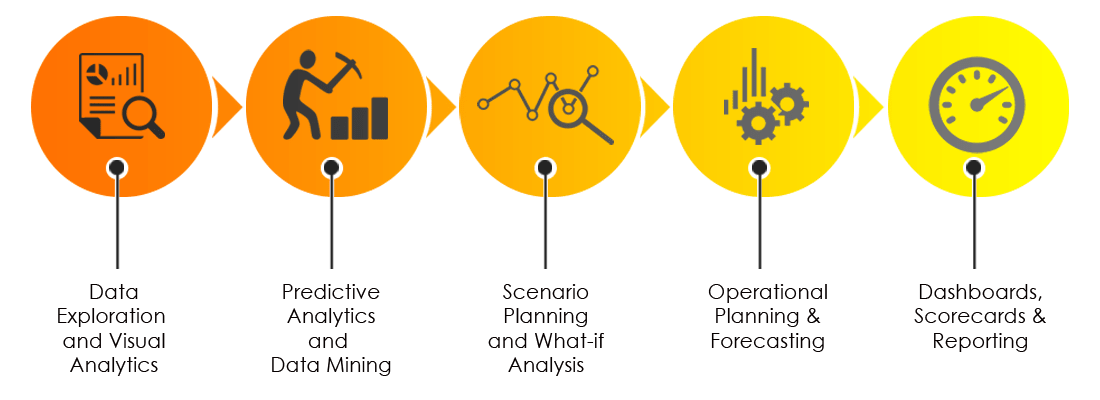 Data
Exploration
and Visual
Analytics
Predictive
Analytics
and
Data Mining
Scenario
Planning
and What-if
Analysis
Operational
Planning &
Forecasting
Dashboards,
Scorecards &
Reporting